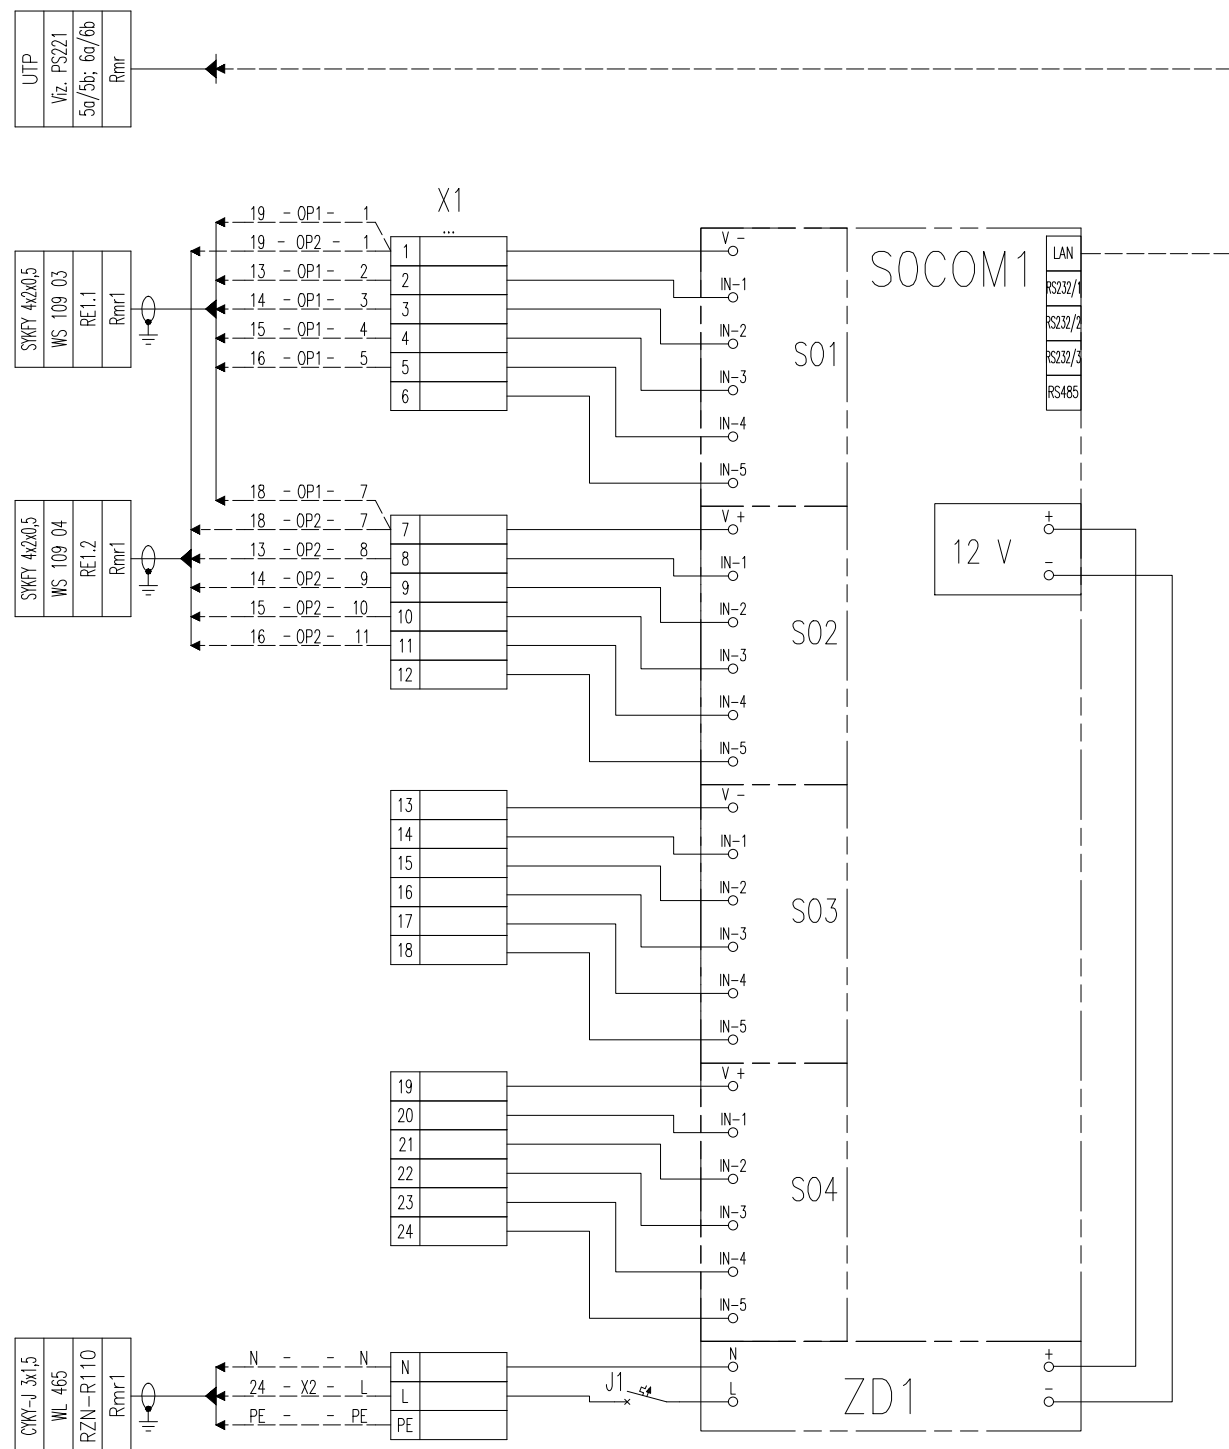 UTP
Viz. PS221
5a/5b; 6a/6b
Rmr
X1
...
19 - OP1 - 1
19 - OP2 - 1
13 - OP1 - 2
14 - OP1 - 3
15 - OP1 - 4
16 - OP1 - 5
1
2
3
4
5
6
SYKFY 4x2x0,5
WS 109 03
RE1.1
Rmr1
V -
IN-1
IN-2
IN-3
IN-4
IN-5
SO1
SOCOM1
LAN
RS232/1
RS232/2
RS232/3
RS485
18 - OP1 - 7
18 - OP2 - 7
13 - OP2 - 8
14 - OP2 - 9
15 - OP2 - 10
16 - OP2 - 11
7
8
9
10
11
12
SYKFY 4x2x0,5
WS 109 04
RE1.2
Rmr1
V +
IN-1
IN-2
IN-3
IN-4
IN-5
SO2
12 V
+
-
13
14
15
16
17
18
V -
IN-1
IN-2
IN-3
IN-4
IN-5
SO3
19
20
21
22
23
24
V +
IN-1
IN-2
IN-3
IN-4
IN-5
SO4
CYKY-J 3x1,5
WL 465
RZN-R110
Rmr1
N - - N
24 - X2 - L
PE - - PE
N
L
PE
J1
N
L
ZD1
+
-